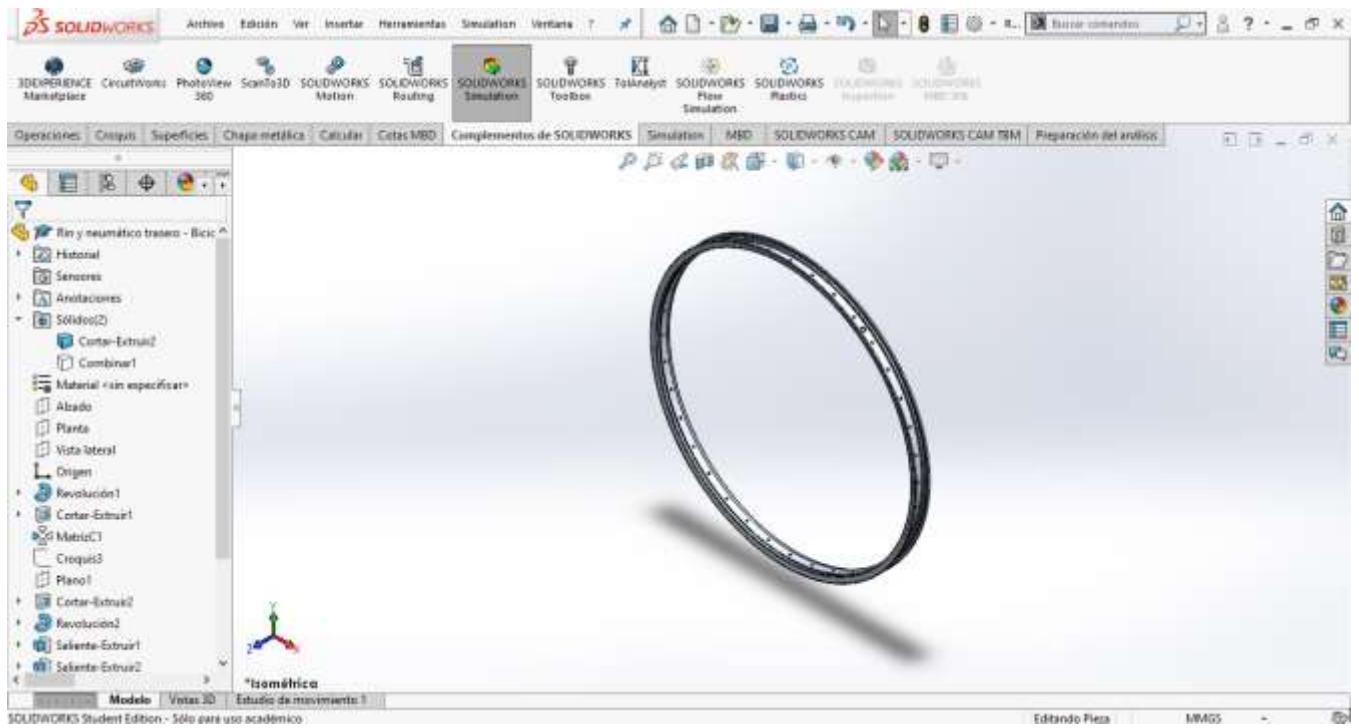 SOLIDWORKS Archivo Edición Ver Insertar Herramientas Simulation Ventana ? Buscar comandos ?
3DEXPERIENCE Marketplace CircuitWorks PhotoView 360 ScanTo3D SOLIDWORKS Motion SOLIDWORKS Routing SOLIDWORKS Simulation SOLIDWORKS Toolbox TolAnalyst SOLIDWORKS Flow Simulation SOLIDWORKS Plastics
Operaciones Croquis Superficies Chapa metálica Calcular Cotas MBD Complementos de SOLIDWORKS Simulation MBD SOLIDWORKS CAM SOLIDWORKS CAM TBM Preparación del análisis
Rin y neumático trasero - Bicic
Historial
Sensores
Anotaciones
Sólidos(2)
Cortar-Extruir2
Combinar1
Material <sin especificar>
Alzado
Planta
Vista lateral
Origen
Revolución1
Cortar-Extruir1
MatrizC1
Croquis3
Plano1
Cortar-Extruir2
Revolución2
Saliente-Extruir1
Saliente-Extruir2
Y
Z X
*Isométrica
Modelo Vistas 3D Estudio de movimiento 1
SOLIDWORKS Student Edition - Sólo para uso académico Editando Pieza MMGS